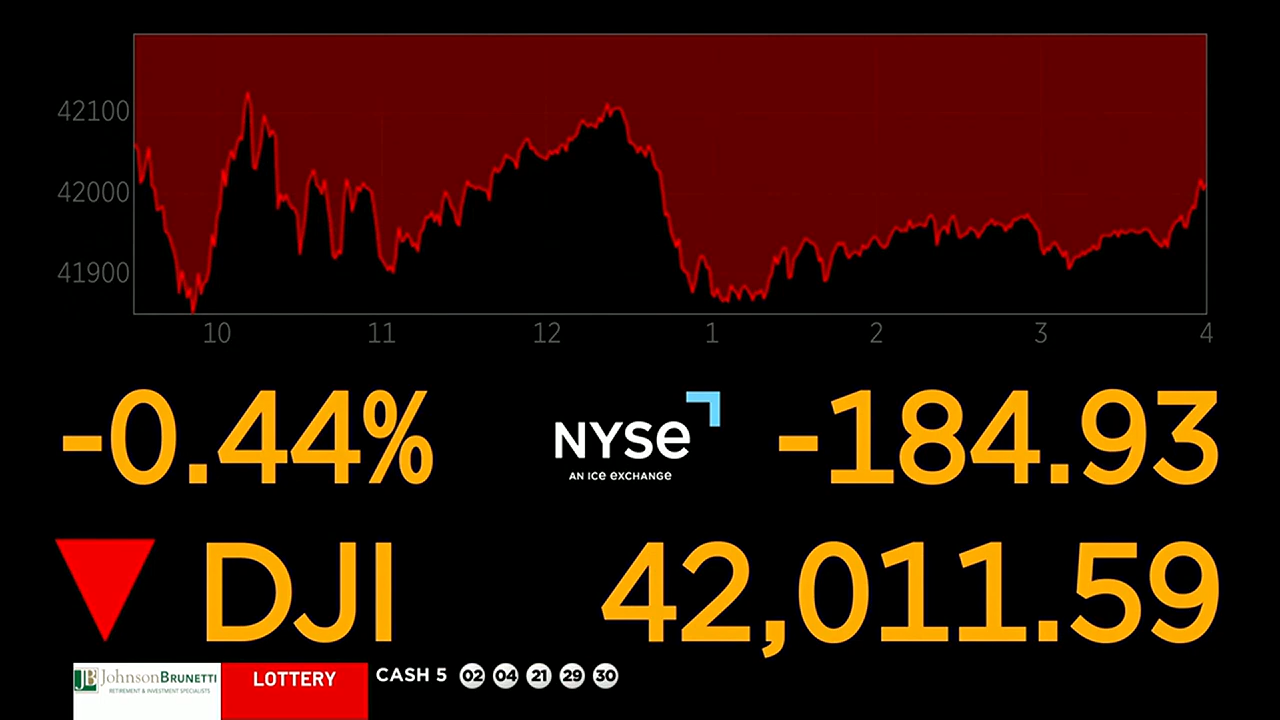 42100
42000
41900
10 11 12 1 2 3 4
-0.44% NYSE -184.93
AN ICE EXCHANGE
DJI 42,011.59
JB JohnsonBRUNETTI LOTTERY CASH 5 02 04 21 29 30
RETIREMENT & INVESTMENT SPECIALISTS